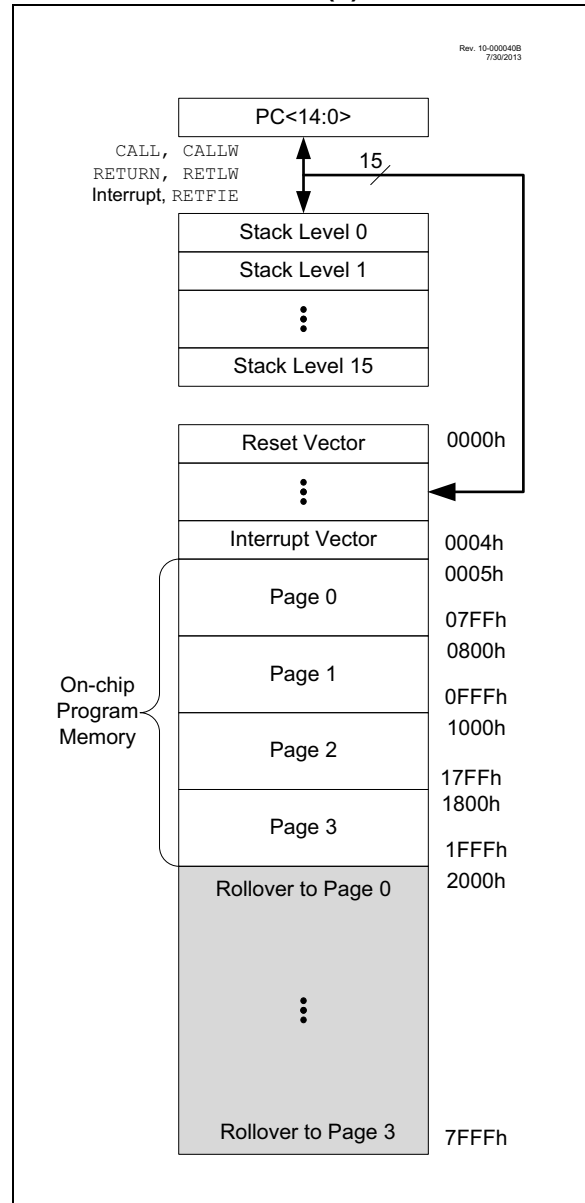 Rev. 10-000040B
7/30/2013
PC<14:0>
CALL, CALLW
RETURN, RETLW
Interrupt, RETFIE
15
Stack Level 0
Stack Level 1
Stack Level 15
Reset Vector
0000h
Interrupt Vector
0004h
0005h
Page 0
07FFh
0800h
Page 1
0FFFh
On-chip
Program
Memory
1000h
Page 2
17FFh
1800h
Page 3
1FFFh
Rollover to Page 0
2000h
Rollover to Page 3
7FFFh